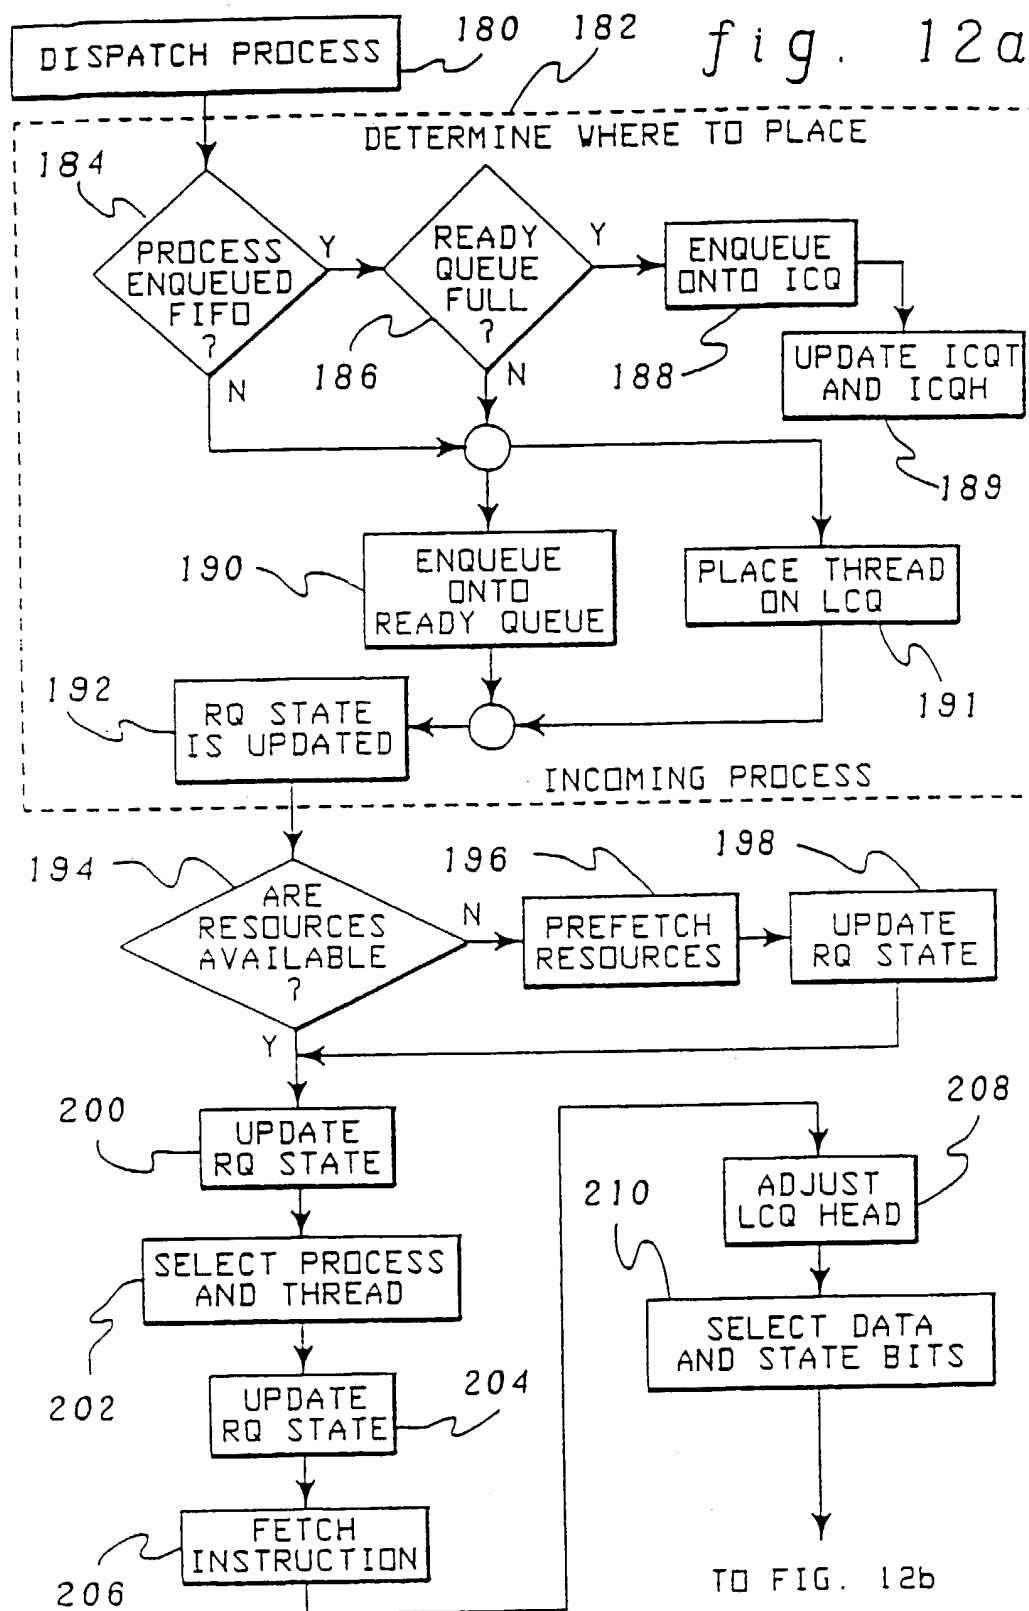 fig. 12a
DISPATCH PROCESS
180
182
DETERMINE WHERE TO PLACE
184
PROCESS
ENQUEUED
FIFO
?
Y
N
READY
QUEUE
FULL
?
186
Y
N
ENQUEUE
ONTO ICQ
188
UPDATE ICQT
AND ICQH
189
190
ENQUEUE
ONTO
READY QUEUE
PLACE THREAD
ON LCQ
191
192
RQ STATE
IS UPDATED
INCOMING PROCESS
194
ARE
RESOURCES
AVAILABLE
?
N
Y
196
PREFETCH
RESOURCES
198
UPDATE
RQ STATE
200
UPDATE
RQ STATE
SELECT PROCESS
AND THREAD
202
UPDATE
RQ STATE
204
FETCH
INSTRUCTION
206
208
ADJUST
LCQ HEAD
210
SELECT DATA
AND STATE BITS
TO FIG. 12b